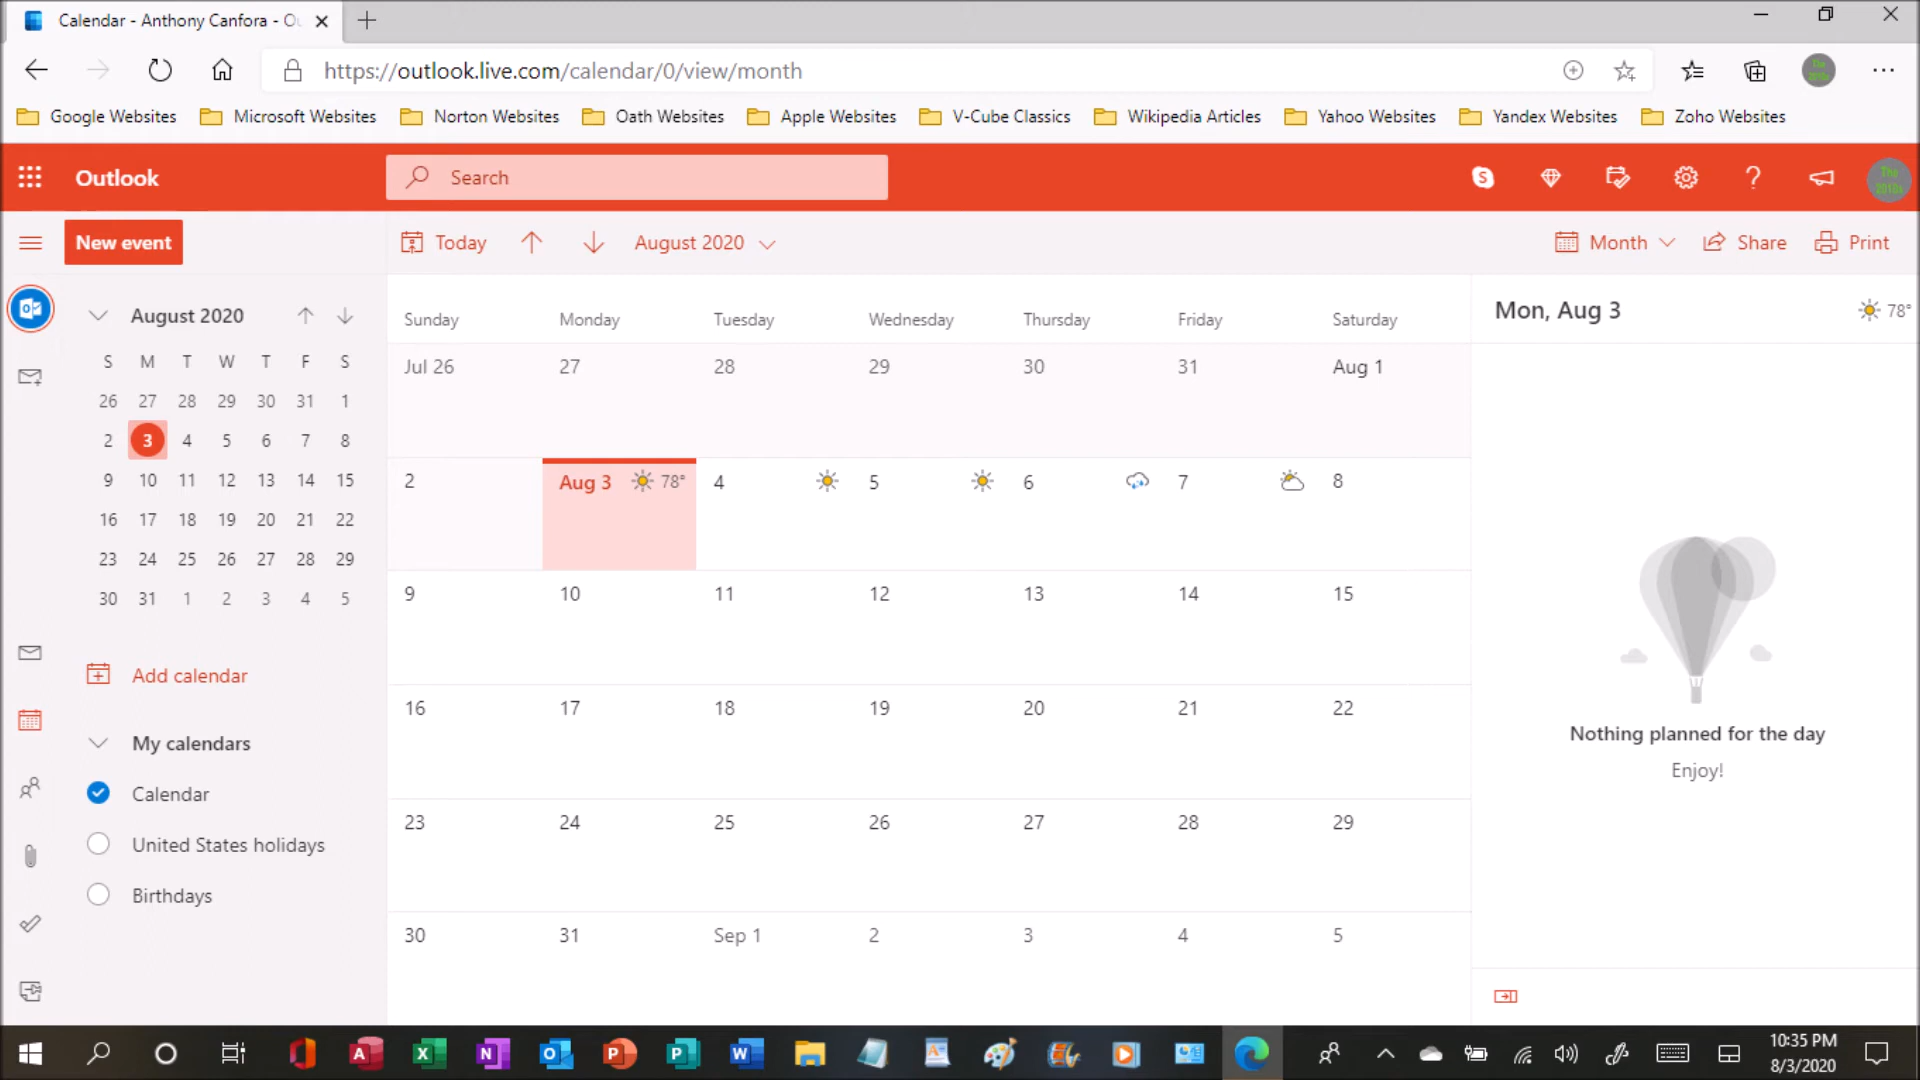 Calendar - Anthony Canfora - Ou
https://outlook.live.com/calendar/0/view/month
Google Websites Microsoft Websites Norton Websites Oath Websites Apple Websites V-Cube Classics Wikipedia Articles Yahoo Websites Yandex Websites Zoho Websites
Outlook Search The 2010s
New event Today August 2020 Month Share Print
August 2020
S M T W T F S
26 27 28 29 30 31 1
2 3 4 5 6 7 8
9 10 11 12 13 14 15
16 17 18 19 20 21 22
23 24 25 26 27 28 29
30 31 1 2 3 4 5
Add calendar
My calendars
Calendar
United States holidays
Birthdays
Sunday Monday Tuesday Wednesday Thursday Friday Saturday
Jul 26 27 28 29 30 31 Aug 1
2 Aug 3 78° 4 5 6 7 8
9 10 11 12 13 14 15
16 17 18 19 20 21 22
23 24 25 26 27 28 29
30 31 Sep 1 2 3 4 5
Mon, Aug 3 78°
Nothing planned for the day
Enjoy!
10:35 PM
8/3/2020